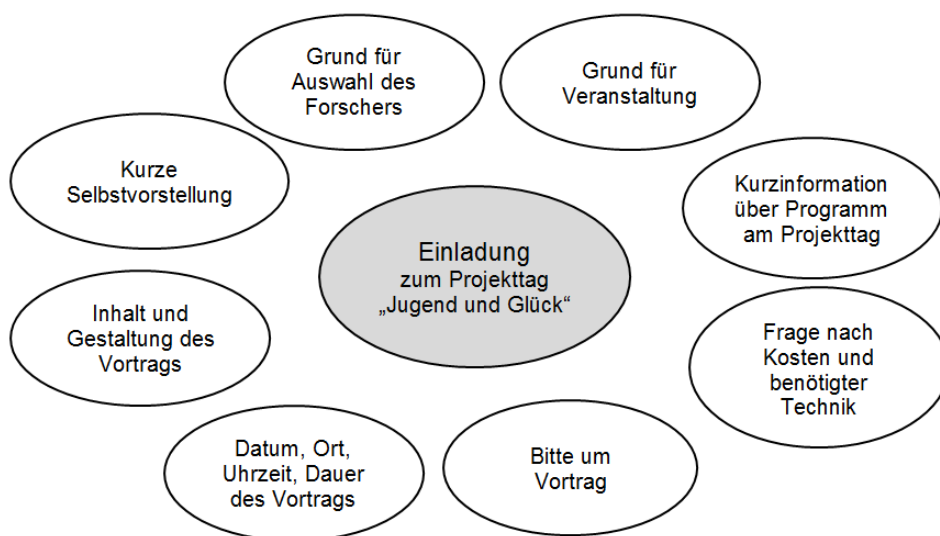 Grund für
Auswahl des
Forschers
Grund für
Veranstaltung
Kurze
Selbstvorstellung
Kurzinformation
über Programm
am Projekttag
Einladung
zum Projekttag
„Jugend und Glück“
Inhalt und
Gestaltung des
Vortrags
Frage nach
Kosten und
benötigter
Technik
Datum, Ort,
Uhrzeit, Dauer
des Vortrags
Bitte um
Vortrag